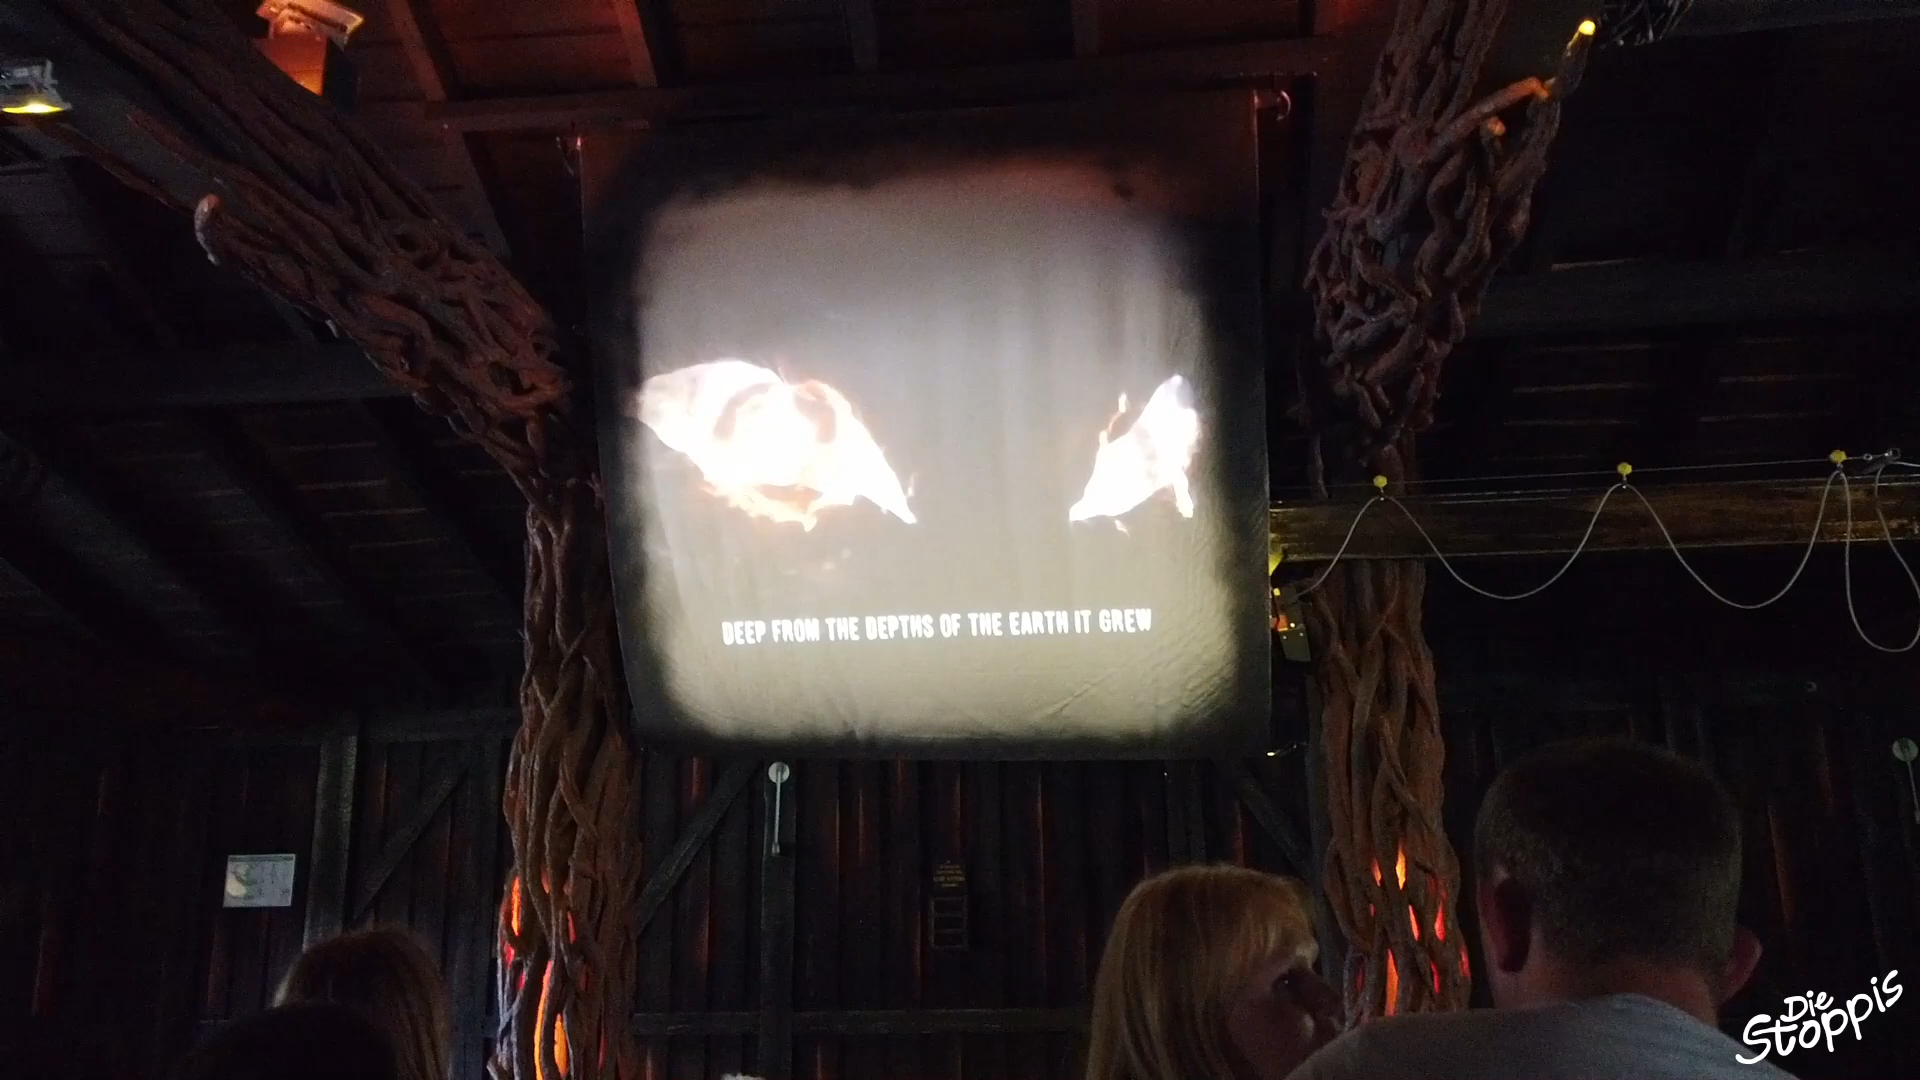 DEEP FROM THE DEPTHS OF THE EARTH IT GREW
Die
Stoppis